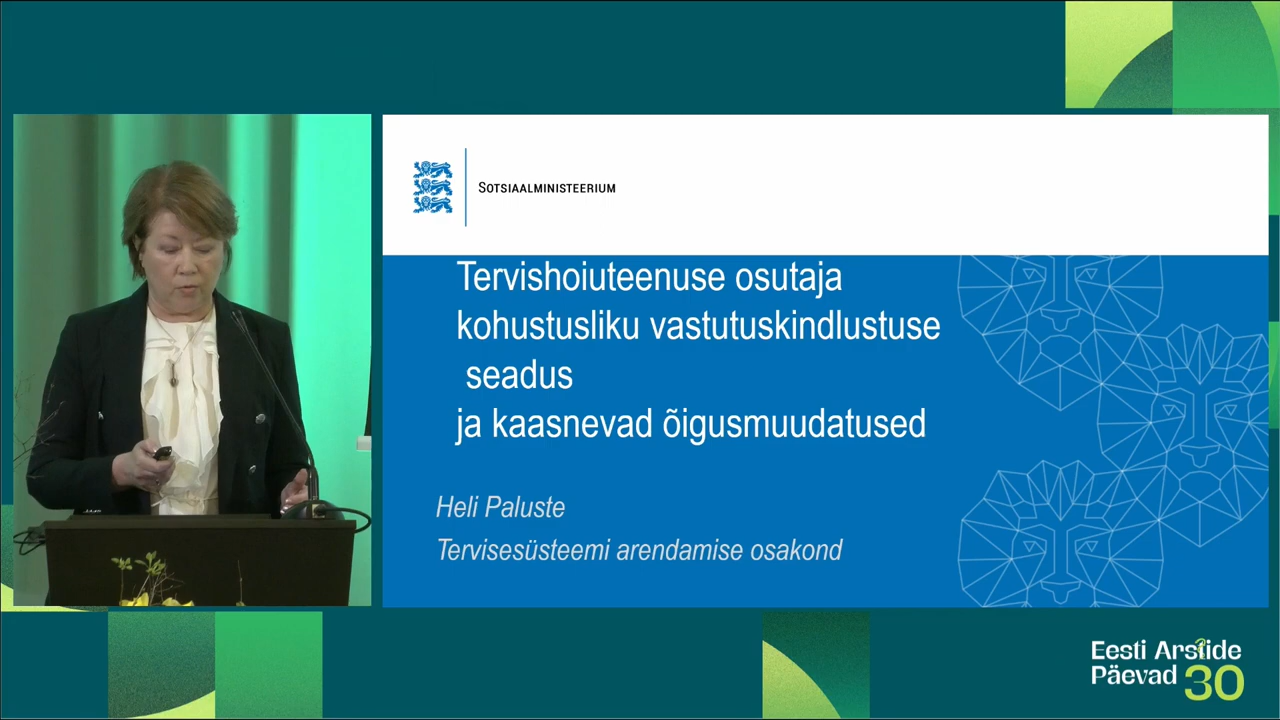 Sotsiaalministeerium
Tervishoiuteenuse osutaja
kohustusliku vastutuskindlustuse
seadus
ja kaasnevad õigusmuudatused
Heli Paluste
Tervisesüsteemi arendamise osakond
Eesti Arstide
Päevad 30